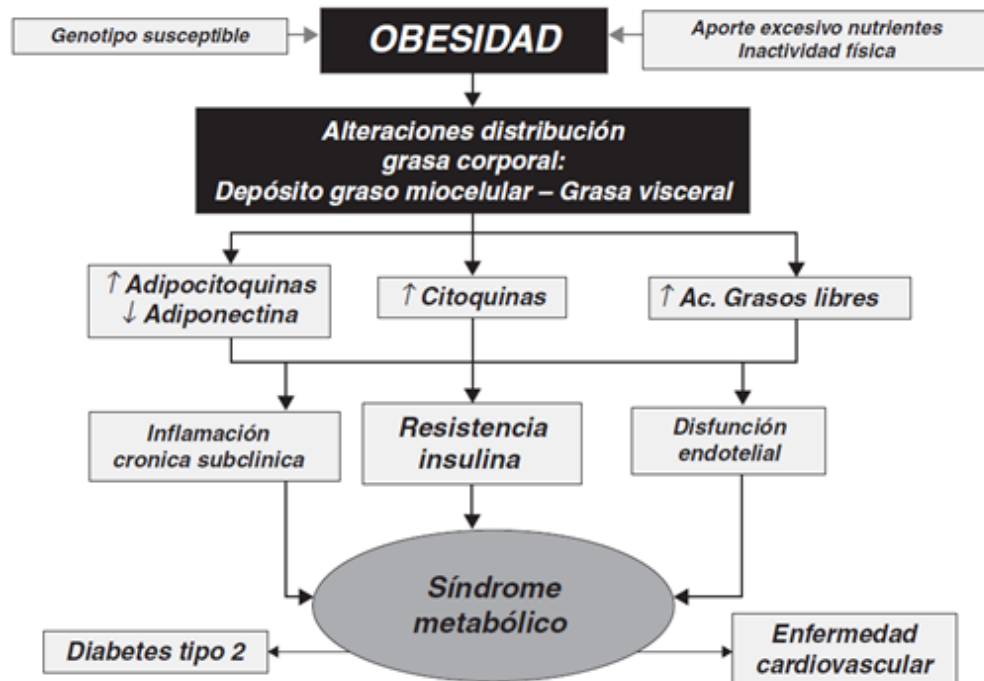 Genotipo susceptible
OBESIDAD
Aporte excesivo nutrientes
Inactividad física
Alteraciones distribución
grasa corporal:
Depósito graso miocelular – Grasa visceral
↑ Adipocitoquinas
↓ Adiponectina
↑ Citoquinas
↑ Ac. Grasos libres
Inflamación
cronica subclinica
Resistencia
insulina
Disfunción
endotelial
Síndrome
metabólico
Diabetes tipo 2
Enfermedad
cardiovascular